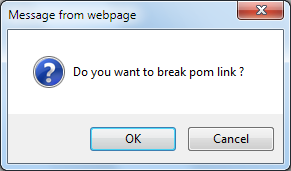 Message from webpage
Do you want to break pom link ?
OK
Cancel